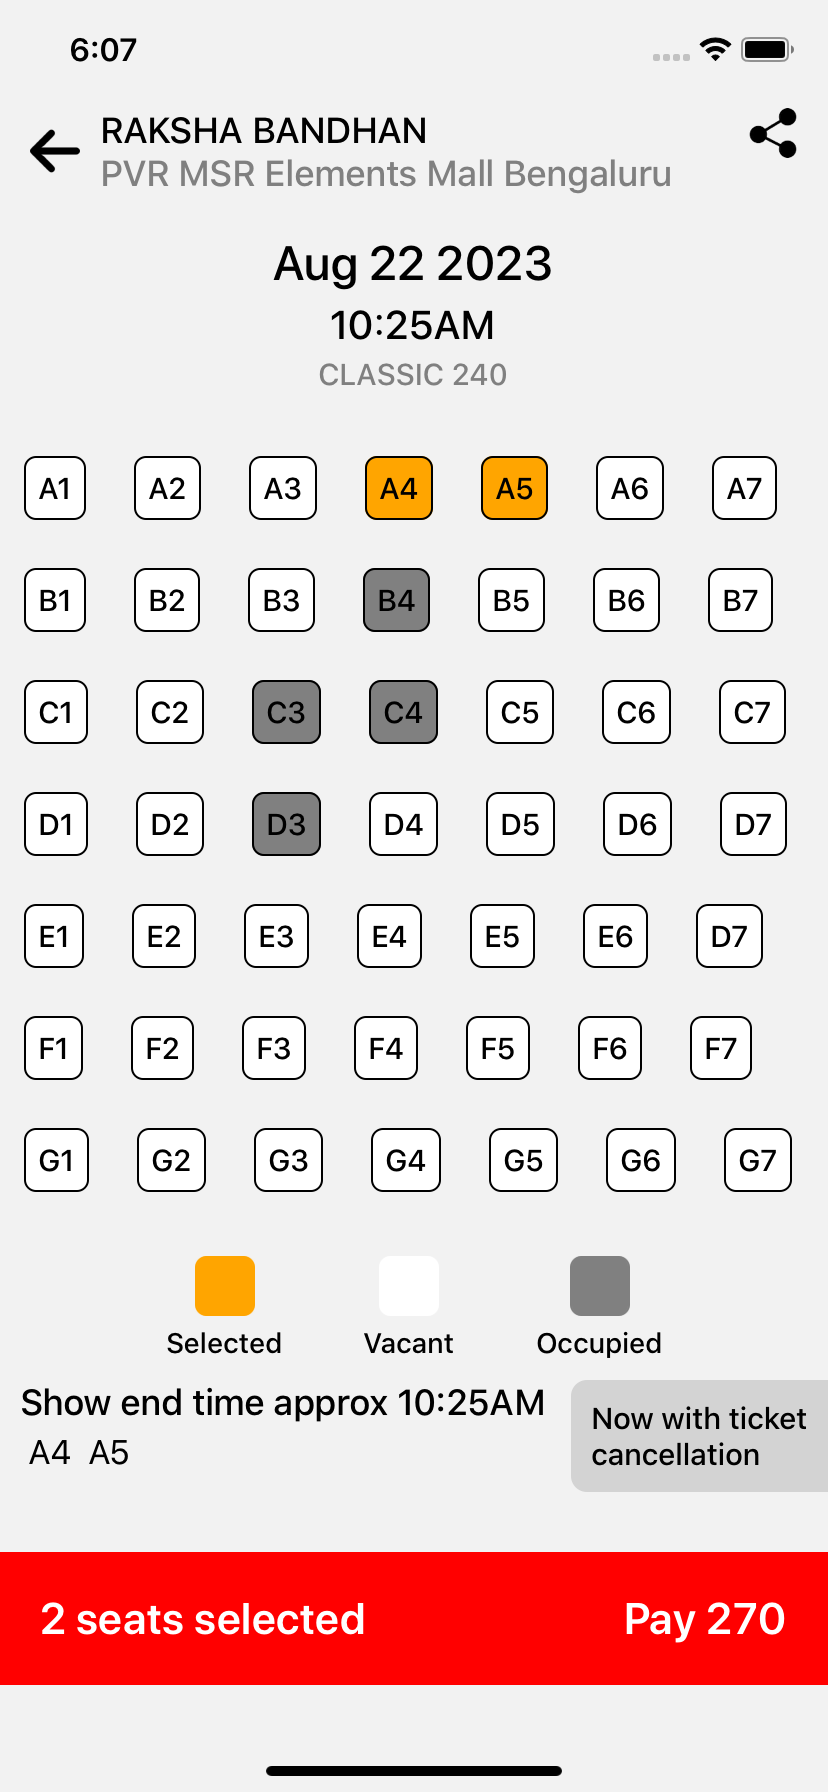 6:07
RAKSHA BANDHAN
PVR MSR Elements Mall Bengaluru
Aug 22 2023
10:25AM
CLASSIC 240
A1 A2 A3 A4 A5 A6 A7
B1 B2 B3 B4 B5 B6 B7
C1 C2 C3 C4 C5 C6 C7
D1 D2 D3 D4 D5 D6 D7
E1 E2 E3 E4 E5 E6 D7
F1 F2 F3 F4 F5 F6 F7
G1 G2 G3 G4 G5 G6 G7
Selected Vacant Occupied
Show end time approx 10:25AM
A4 A5
Now with ticket
cancellation
2 seats selected Pay 270